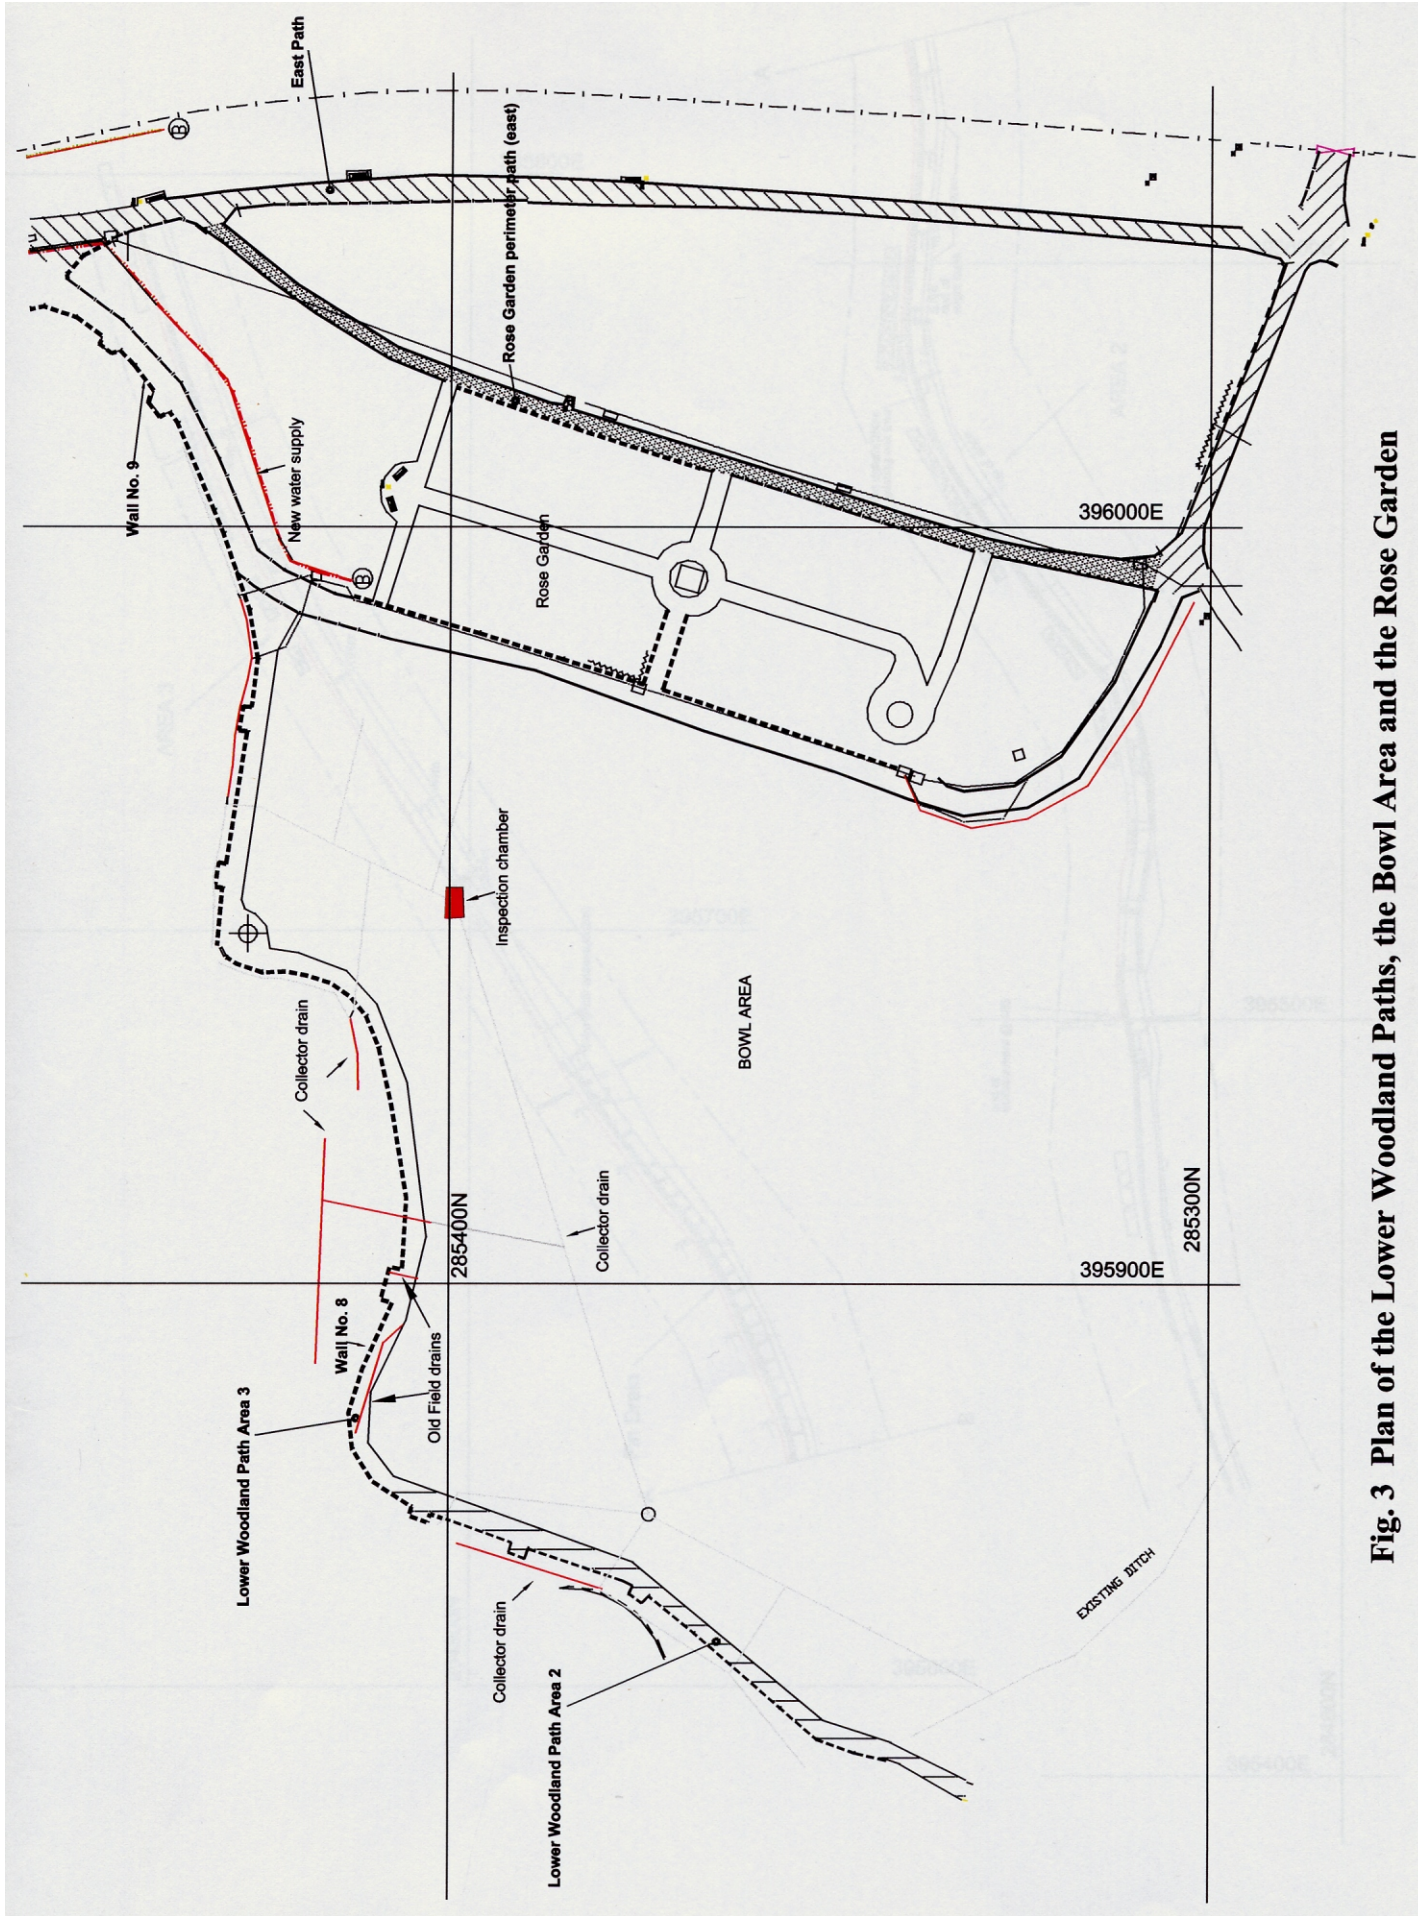 East Path
B
Rose Garden perimeter path (east)
Wall No. 9
New water supply
396000E
B
Rose Garden
Inspection chamber
BOWL AREA
Collector drain
Collector drain
285400N
285300N
395900E
Wall No. 8
Old Field drains
Lower Woodland Path Area 3
EXISTING DITCH
Collector drain
Lower Woodland Path Area 2
Fig. 3 Plan of the Lower Woodland Paths, the Bowl Area and the Rose Garden